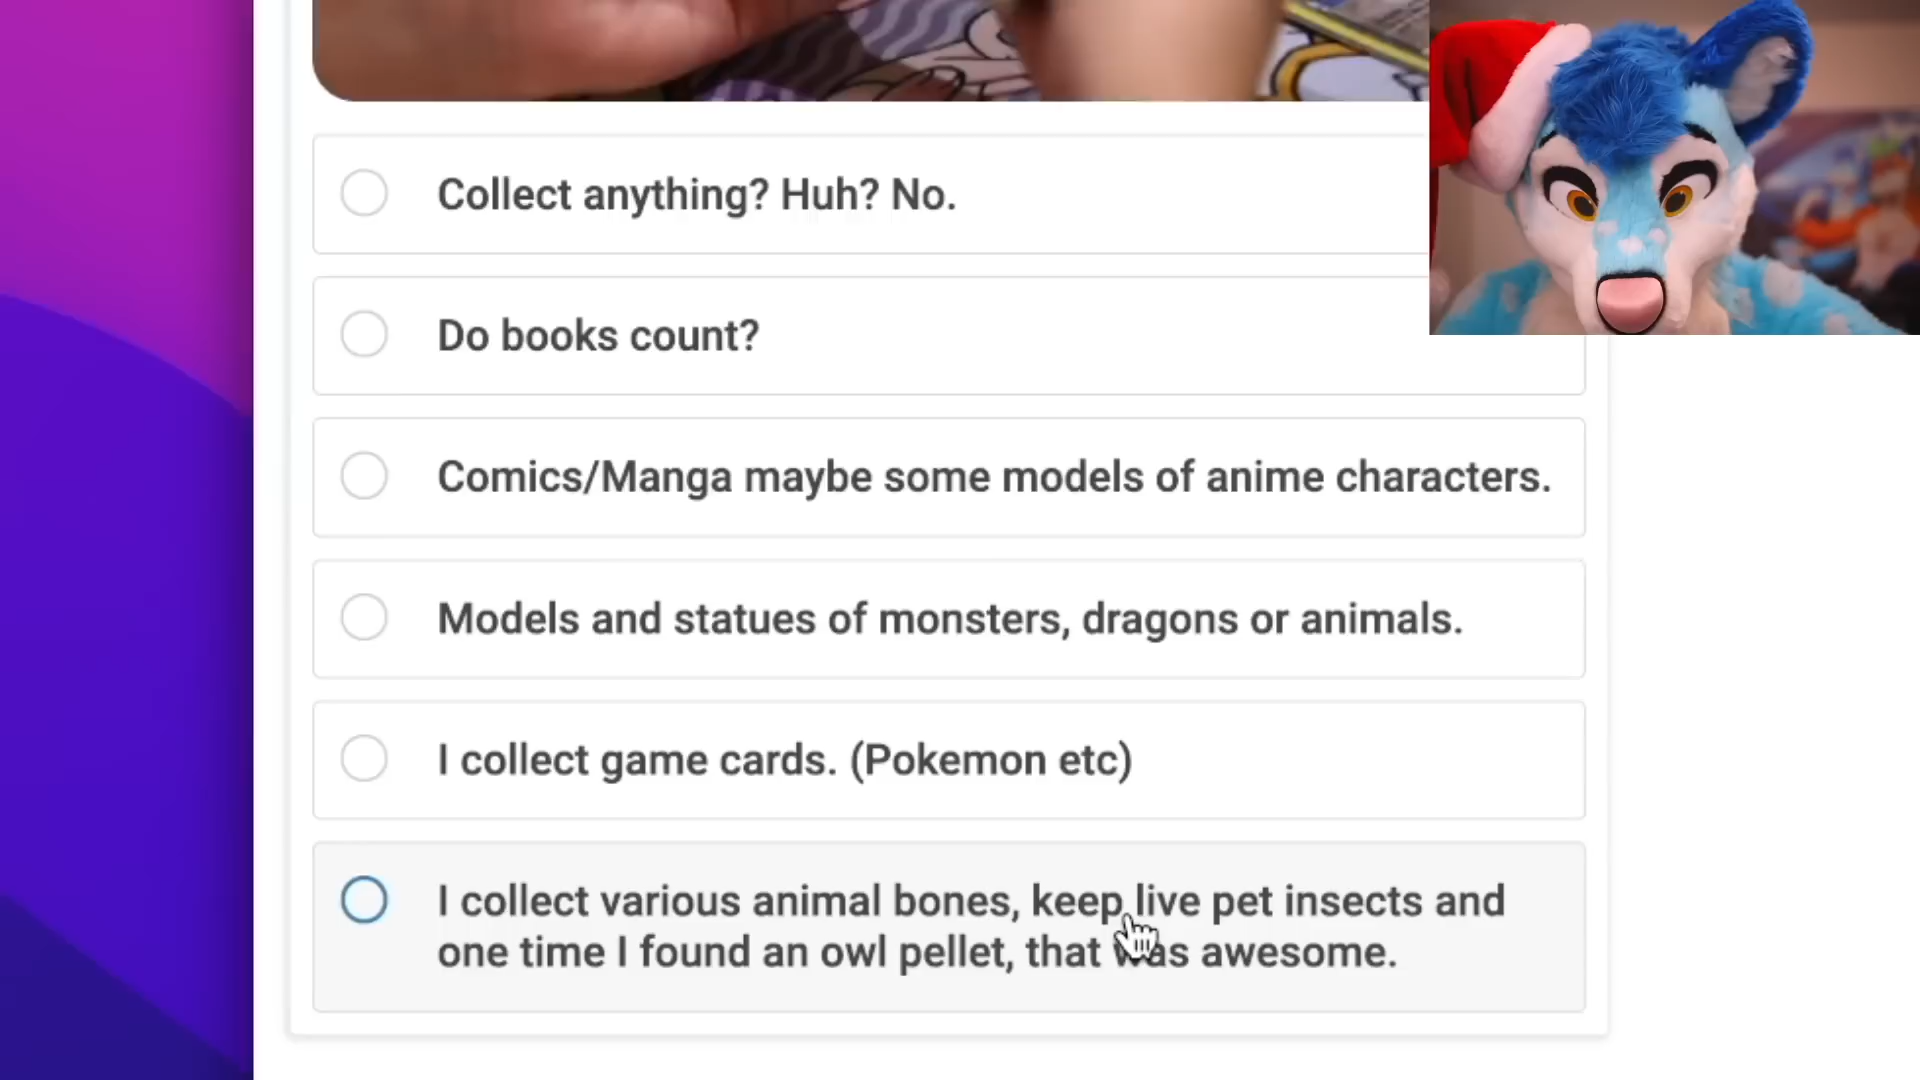 Collect anything? Huh? No.
Do books count?
Comics/Manga maybe some models of anime characters.
Models and statues of monsters, dragons or animals.
I collect game cards. (Pokemon etc)
I collect various animal bones, keep live pet insects and
one time I found an owl pellet, that was awesome.